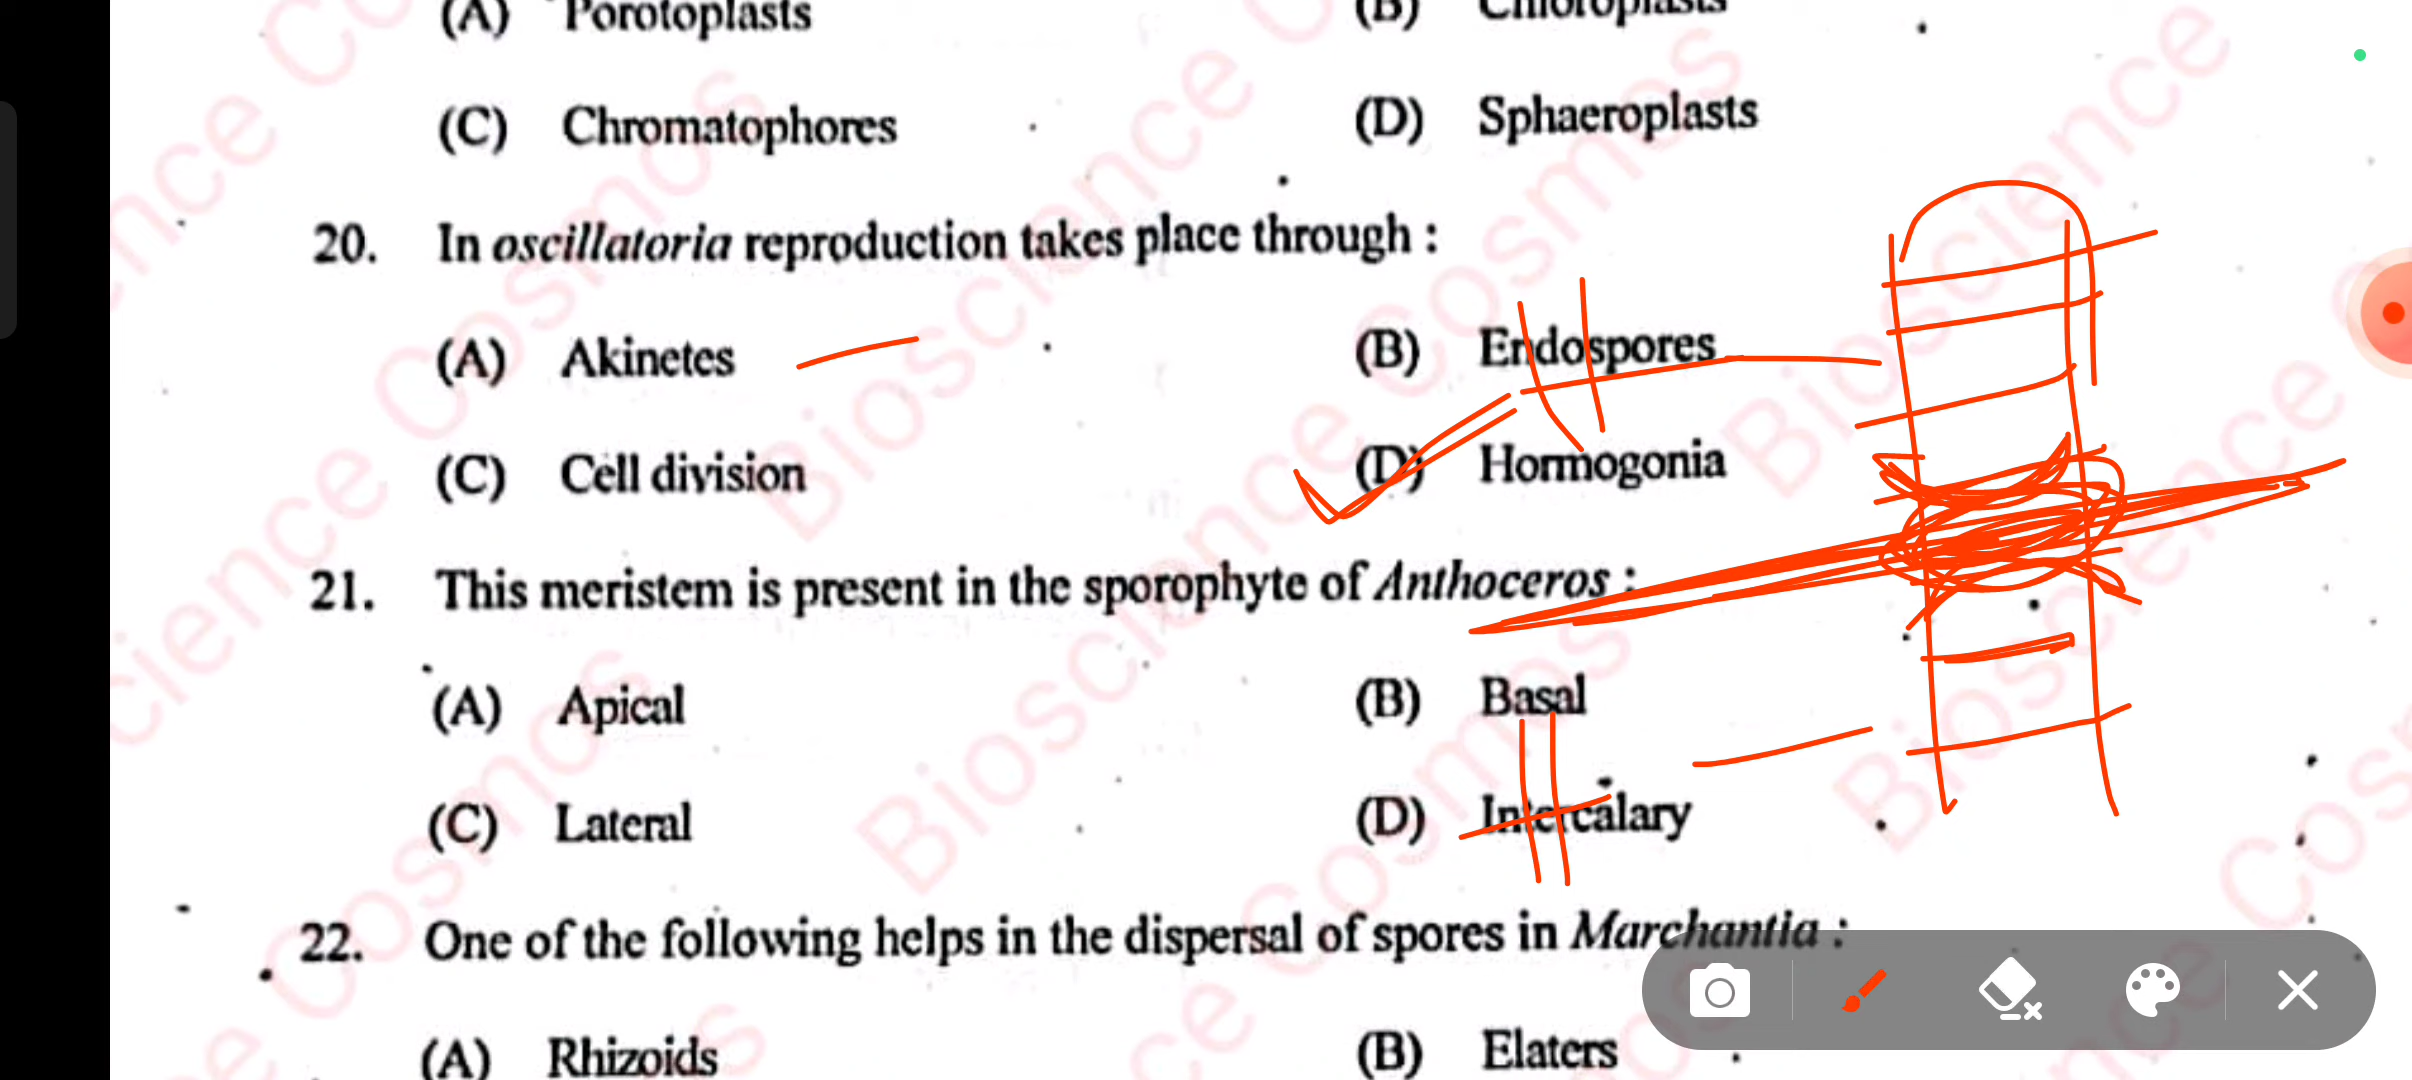 (A) Porotoplasts (B) Chloroplasts
(C) Chromatophores (D) Sphaeroplasts
20. In oscillatoria reproduction takes place through :
(A) Akinetes (B) Endospores
(C) Cell division (D) Hormogonia
21. This meristem is present in the sporophyte of Anthoceros :
(A) Apical (B) Basal
(C) Lateral (D) Intercalary
22. One of the following helps in the dispersal of spores in Marchantia :
(A) Rhizoids (B) Elaters
Bioscience Cosmos